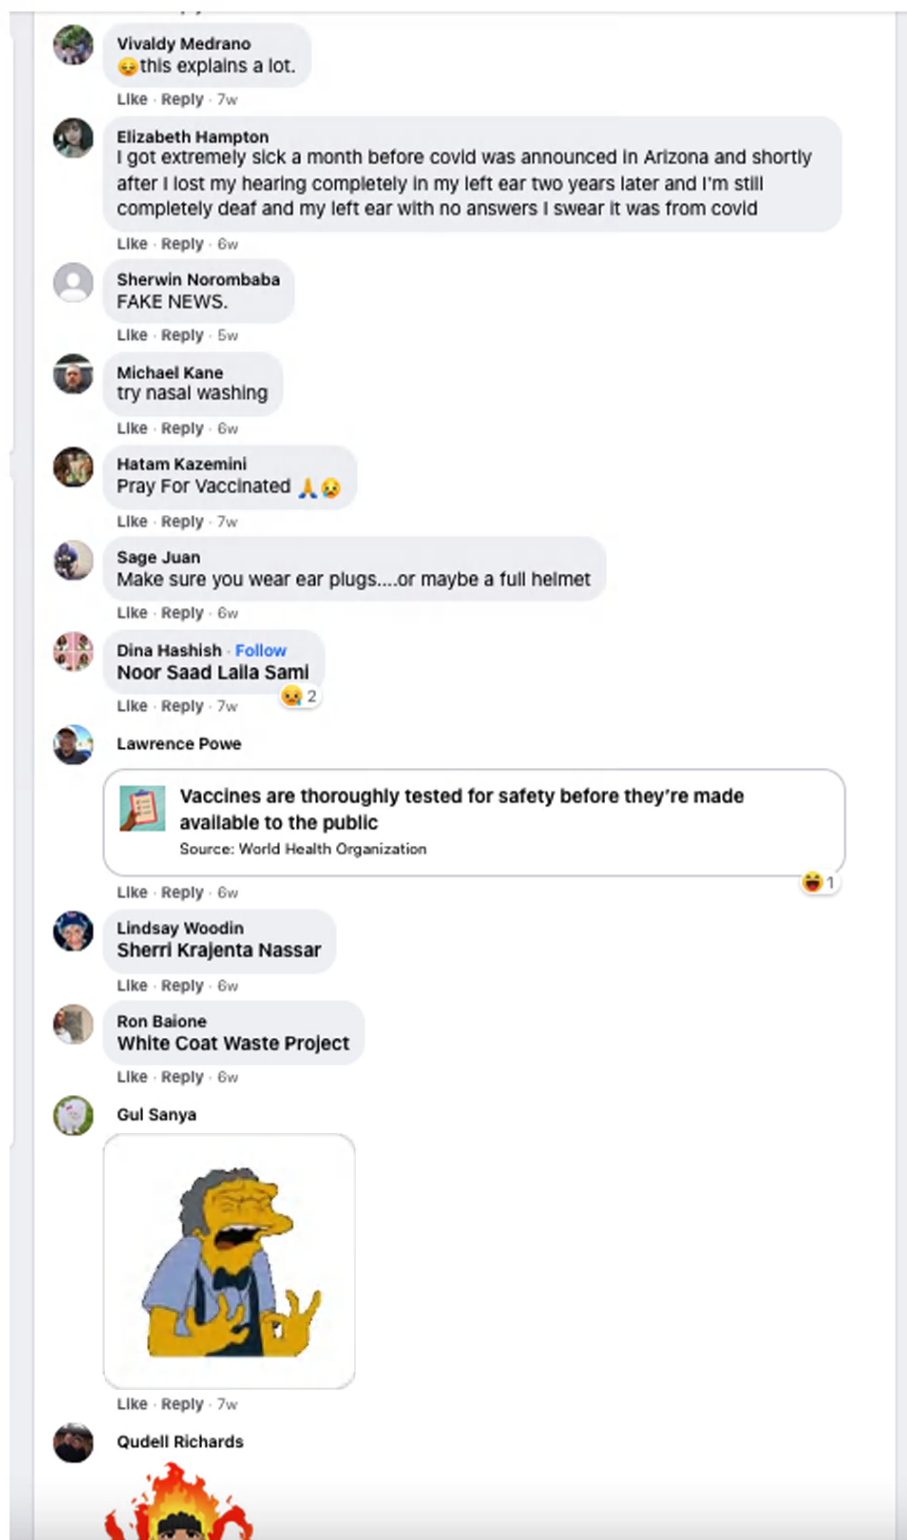 Vivaldy Medrano
😔this explains a lot.
Like · Reply · 7w
Elizabeth Hampton
I got extremely sick a month before covid was announced in Arizona and shortly
after I lost my hearing completely in my left ear two years later and I'm still
completely deaf and my left ear with no answers I swear it was from covid
Like · Reply · 6w
Sherwin Norombaba
FAKE NEWS.
Like · Reply · 5w
Michael Kane
try nasal washing
Like · Reply · 6w
Hatam Kazemini
Pray For Vaccinated 🙏😥
Like · Reply · 7w
Sage Juan
Make sure you wear ear plugs....or maybe a full helmet
Like · Reply · 6w
Dina Hashish · Follow
Noor Saad Laila Sami
2
Like · Reply · 7w
Lawrence Powe
Vaccines are thoroughly tested for safety before they're made
available to the public
Source: World Health Organization
1
Like · Reply · 6w
Lindsay Woodin
Sherri Krajenta Nassar
Like · Reply · 6w
Ron Baione
White Coat Waste Project
Like · Reply · 6w
Gul Sanya
Like · Reply · 7w
Qudell Richards